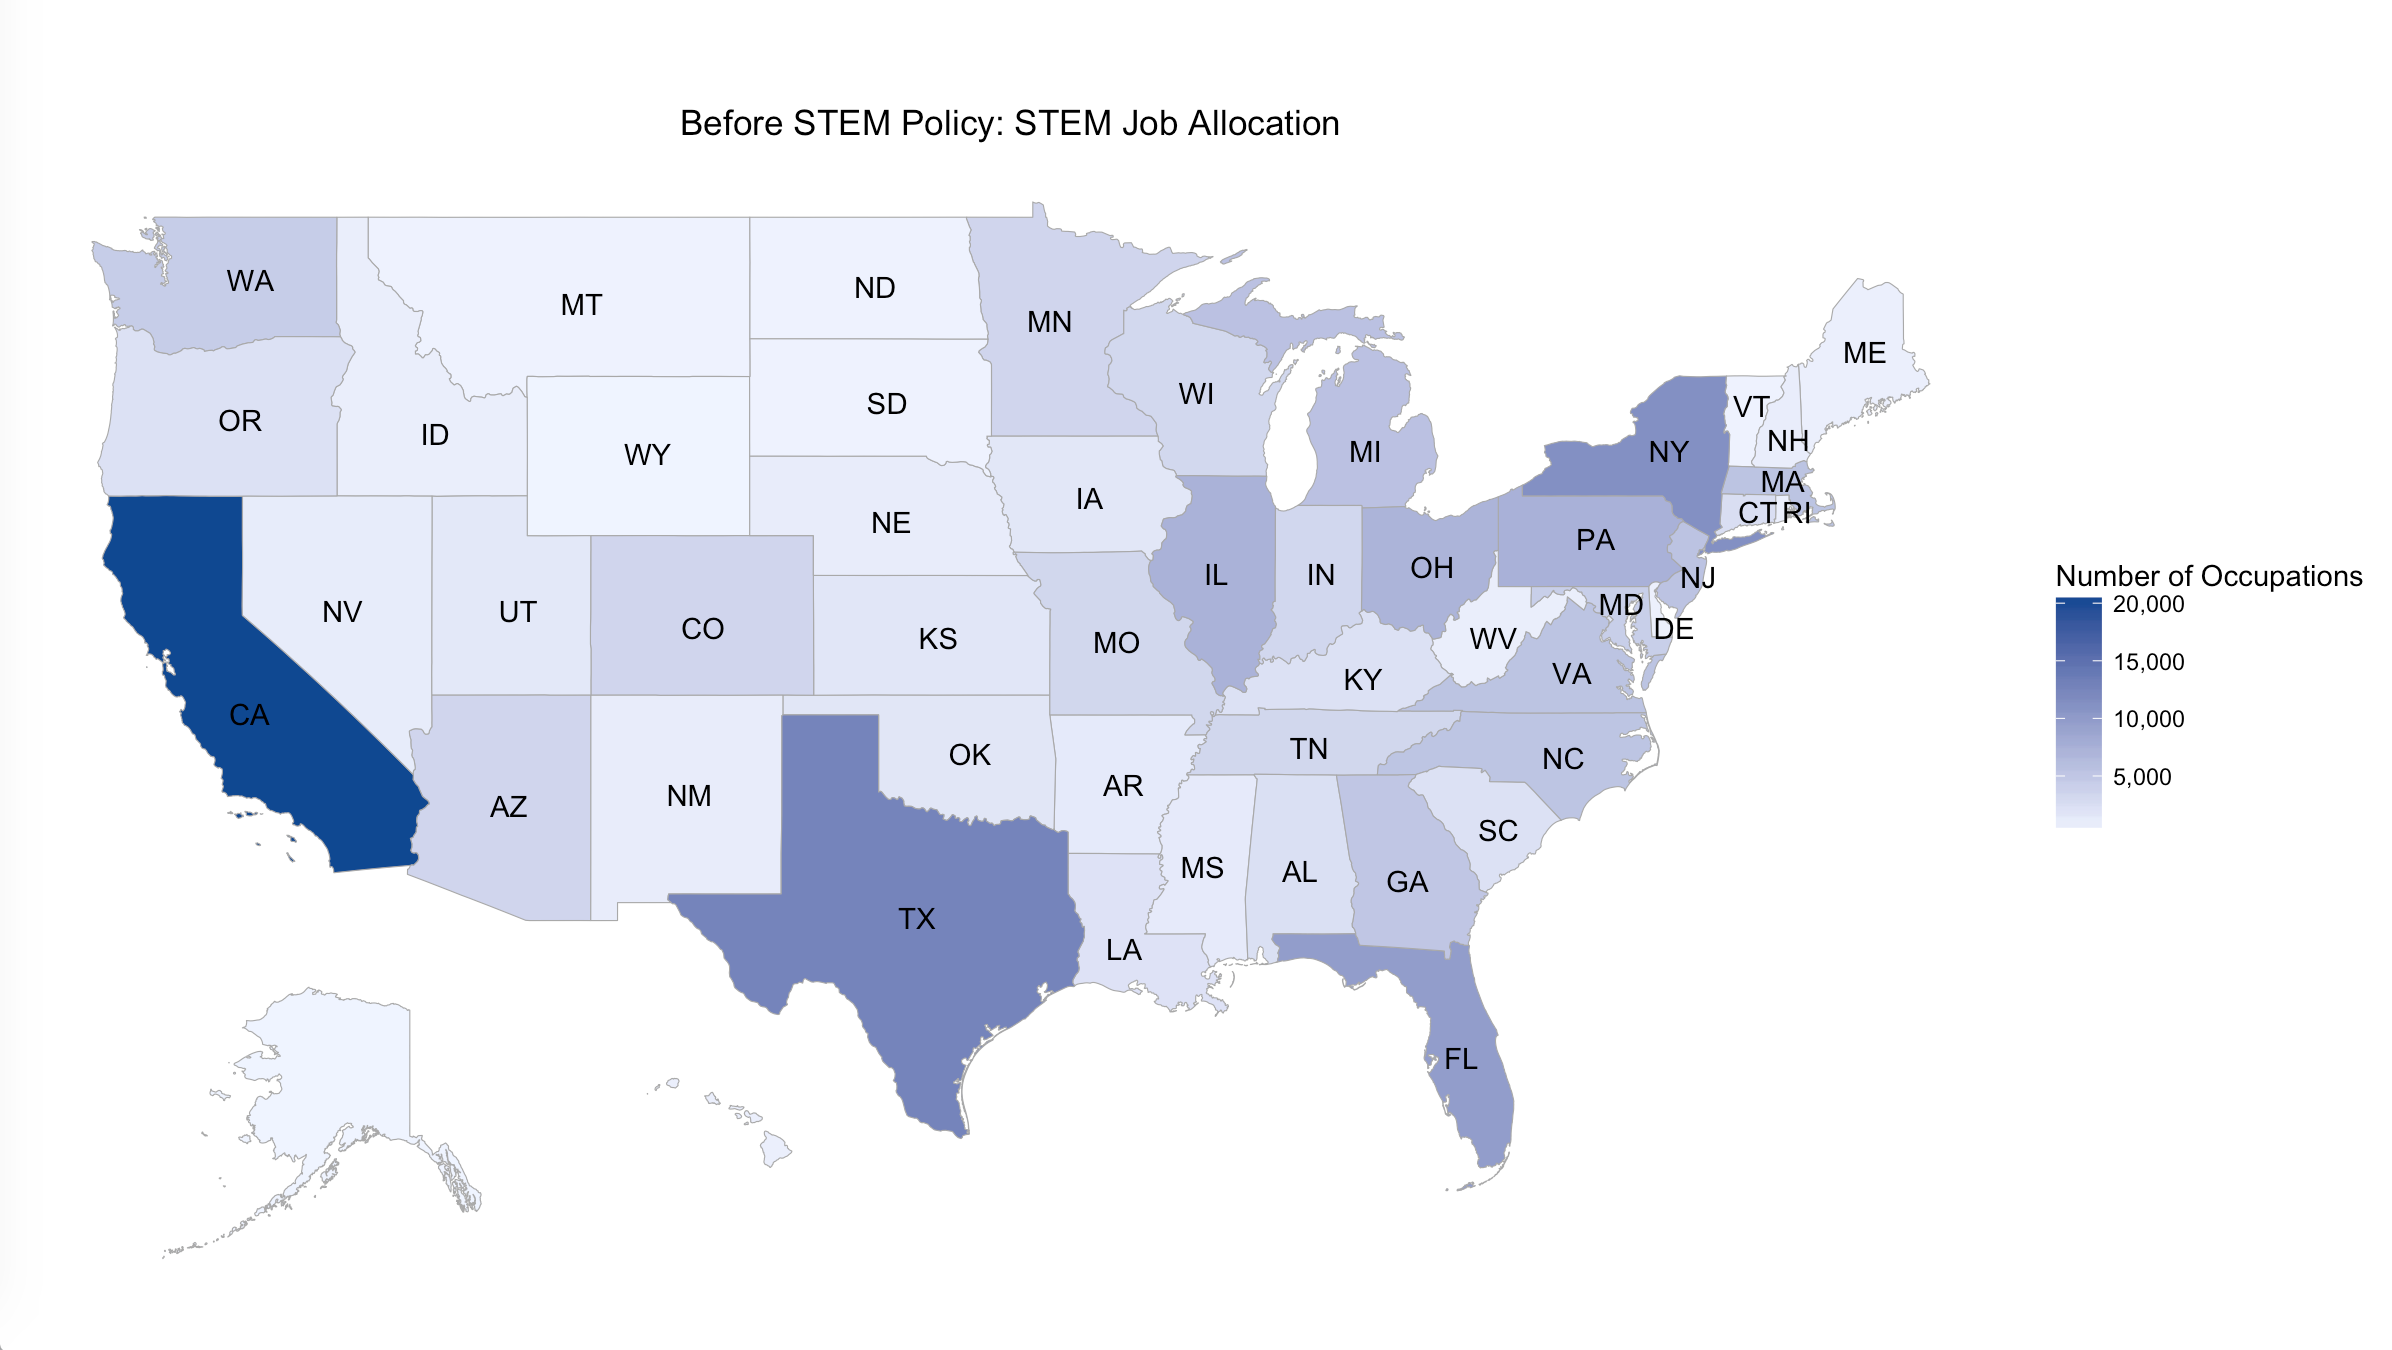 Before STEM Policy: STEM Job Allocation
WA
MT
ND
MN
ME
OR
ID
WY
SD
WI
MI
NY
VT
NH
MA
CT
RI
NV
UT
CO
NE
IA
IL
IN
OH
PA
NJ
MD
DE
CA
KS
MO
KY
WV
VA
AZ
NM
OK
AR
TN
NC
TX
LA
MS
AL
GA
SC
FL
Number of Occupations
20,000
15,000
10,000
5,000